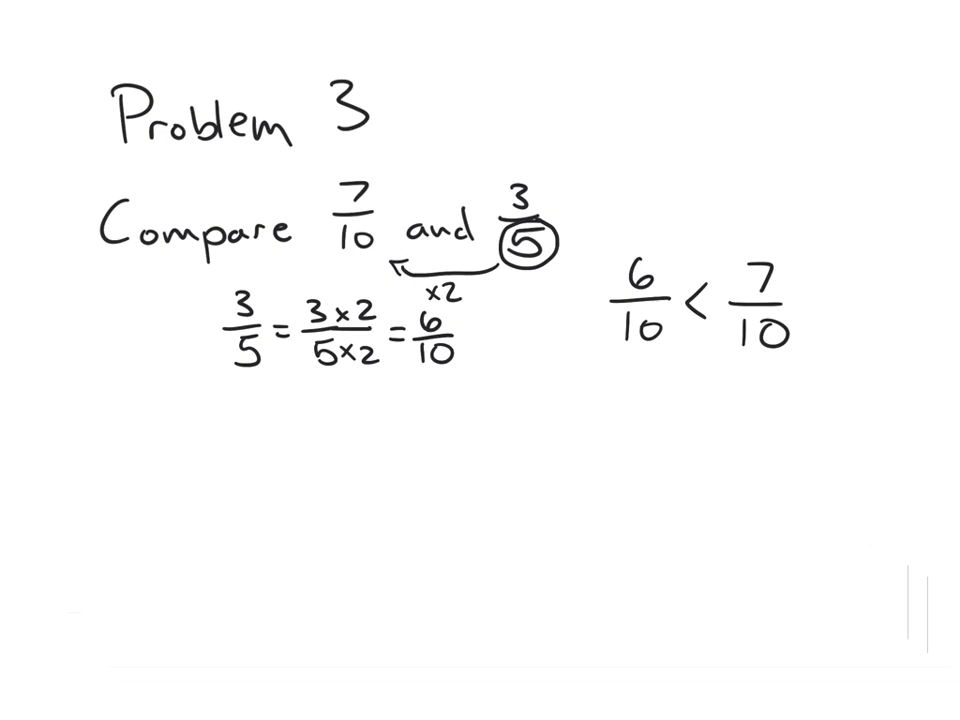 Problem 3
Compare 7/10 and 3/5
×2
3/5 = 3×2/5×2 = 6/10
6/10 < 7/10